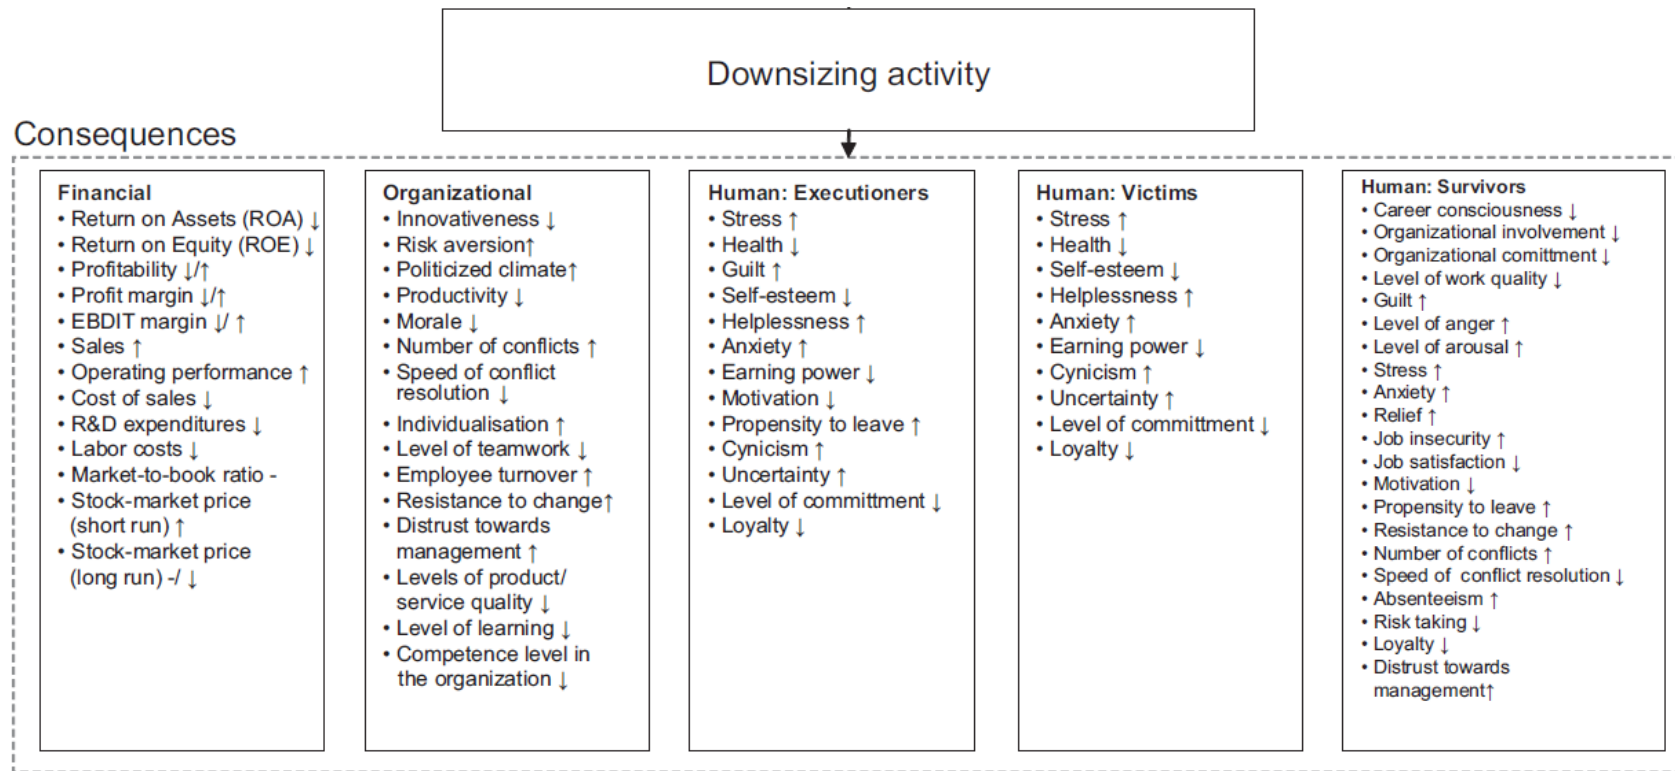 Downsizing activity
Consequences
Financial
• Return on Assets (ROA) ↓
• Return on Equity (ROE) ↓
• Profitability ↓/↑
• Profit margin ↓/↑
• EBDIT margin ↓/ ↑
• Sales ↑
• Operating performance ↑
• Cost of sales ↓
• R&D expenditures ↓
• Labor costs ↓
• Market-to-book ratio -
• Stock-market price
(short run) ↑
• Stock-market price
(long run) -/ ↓
Organizational
• Innovativeness ↓
• Risk aversion↑
• Politicized climate↑
• Productivity ↓
• Morale ↓
• Number of conflicts ↑
• Speed of conflict
resolution ↓
• Individualisation ↑
• Level of teamwork ↓
• Employee turnover ↑
• Resistance to change↑
• Distrust towards
management ↑
• Levels of product/
service quality ↓
• Level of learning ↓
• Competence level in
the organization ↓
Human: Executioners
• Stress ↑
• Health ↓
• Guilt ↑
• Self-esteem ↓
• Helplessness ↑
• Anxiety ↑
• Earning power ↓
• Motivation ↓
• Propensity to leave ↑
• Cynicism ↑
• Uncertainty ↑
• Level of committment ↓
• Loyalty ↓
Human: Victims
• Stress ↑
• Health ↓
• Self-esteem ↓
• Helplessness ↑
• Anxiety ↑
• Earning power ↓
• Cynicism ↑
• Uncertainty ↑
• Level of committment ↓
• Loyalty ↓
Human: Survivors
• Career consciousness ↓
• Organizational involvement ↓
• Organizational comittment ↓
• Level of work quality ↓
• Guilt ↑
• Level of anger ↑
• Level of arousal ↑
• Stress ↑
• Anxiety ↑
• Relief ↑
• Job insecurity ↑
• Job satisfaction ↓
• Motivation ↓
• Propensity to leave ↑
• Resistance to change ↑
• Number of conflicts ↑
• Speed of conflict resolution ↓
• Absenteeism ↑
• Risk taking ↓
• Loyalty ↓
• Distrust towards
management↑